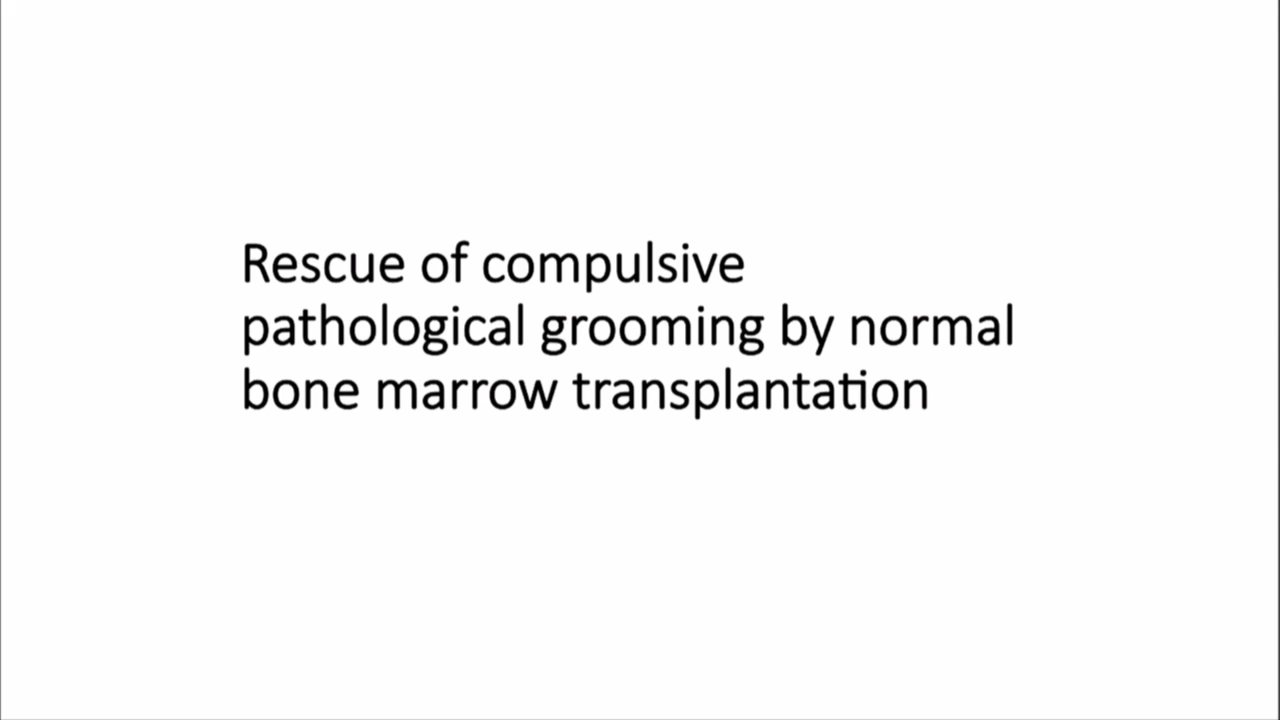 Rescue of compulsive
pathological grooming by normal
bone marrow transplantation